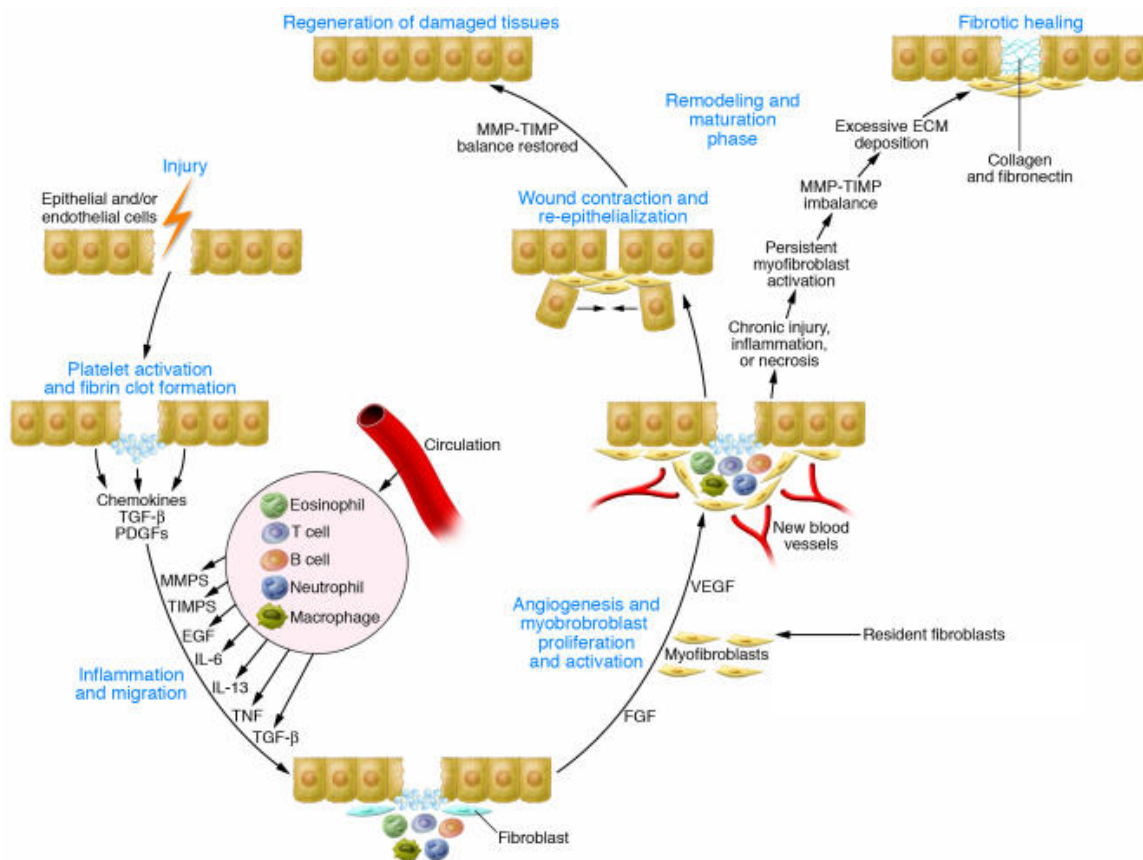 Regeneration of damaged tissues
Fibrotic healing
MMP-TIMP
balance restored
Remodeling and
maturation
phase
Excessive ECM
deposition
Collagen
and fibronectin
Injury
Epithelial and/or
endothelial cells
Wound contraction and
re-epithelialization
MMP-TIMP
imbalance
Persistent
myofibroblast
activation
Chronic injury,
inflammation,
or necrosis
Platelet activation
and fibrin clot formation
Circulation
Chemokines
TGF-β
PDGFs
Eosinophil
T cell
B cell
Neutrophil
Macrophage
MMPS
TIMPS
EGF
IL-6
IL-13
TNF
TGF-β
Inflammation
and migration
New blood
vessels
VEGF
Angiogenesis and
myobrobroblast
proliferation
and activation
Resident fibroblasts
Myofibroblasts
FGF
Fibroblast